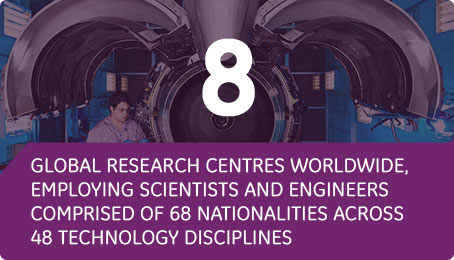 8
GLOBAL RESEARCH CENTRES WORLDWIDE,
EMPLOYING SCIENTISTS AND ENGINEERS
COMPRISED OF 68 NATIONALITIES ACROSS
48 TECHNOLOGY DISCIPLINES